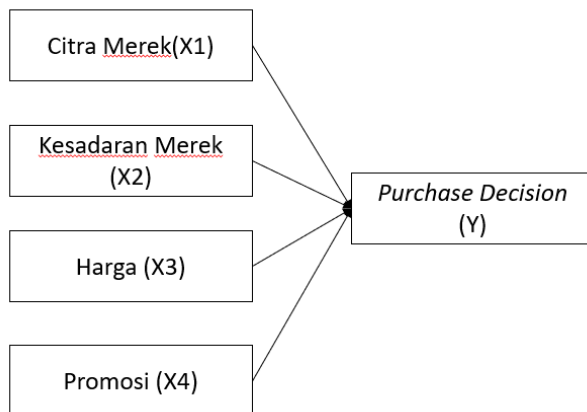 Citra Merek(X1)
Kesadaran Merek
(X2)
Purchase Decision
(Y)
Harga (X3)
Promosi (X4)